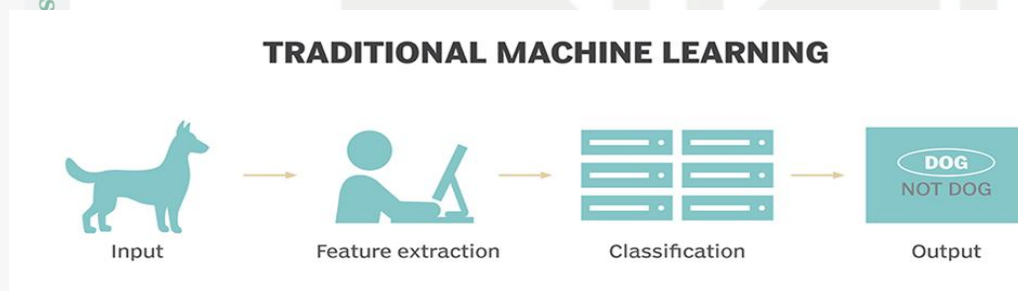 TRADITIONAL MACHINE LEARNING
DOG
NOT DOG
Input
Feature extraction
Classification
Output